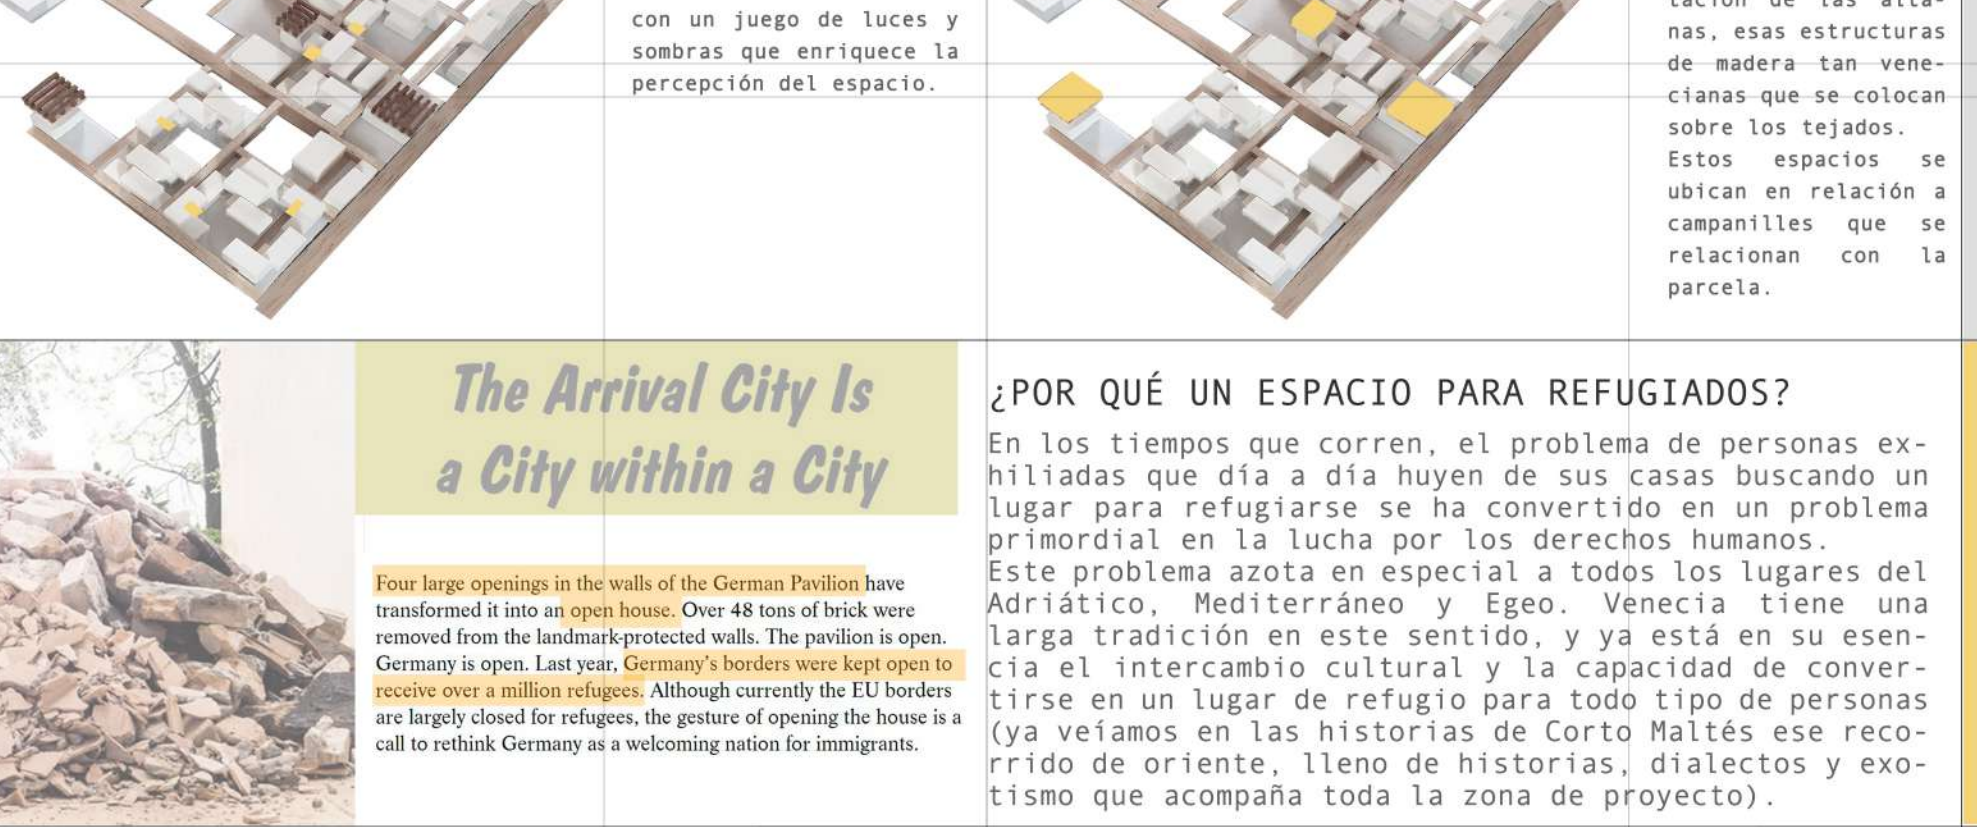 con un juego de luces y
sombras que enriquece la
percepción del espacio.
nas, esas estructuras
de madera tan vene-
cianas que se colocan
sobre los tejados.
Estos espacios se
ubican en relación a
campanilles que se
relacionan con la
parcela.
The Arrival City Is
a City within a City
Four large openings in the walls of the German Pavilion have
transformed it into an open house. Over 48 tons of brick were
removed from the landmark-protected walls. The pavilion is open.
Germany is open. Last year, Germany's borders were kept open to
receive over a million refugees. Although currently the EU borders
are largely closed for refugees, the gesture of opening the house is a
call to rethink Germany as a welcoming nation for immigrants.
¿POR QUÉ UN ESPACIO PARA REFUGIADOS?
En los tiempos que corren, el problema de personas ex-
hiliadas que día a día huyen de sus casas buscando un
lugar para refugiarse se ha convertido en un problema
primordial en la lucha por los derechos humanos.
Este problema azota en especial a todos los lugares del
Adriático, Mediterráneo y Egeo. Venecia tiene una
larga tradición en este sentido, y ya está en su esen-
cia el intercambio cultural y la capacidad de conver-
tirse en un lugar de refugio para todo tipo de personas
(ya veíamos en las historias de Corto Maltés ese reco-
rrido de oriente, lleno de historias, dialectos y exo-
tismo que acompaña toda la zona de proyecto).